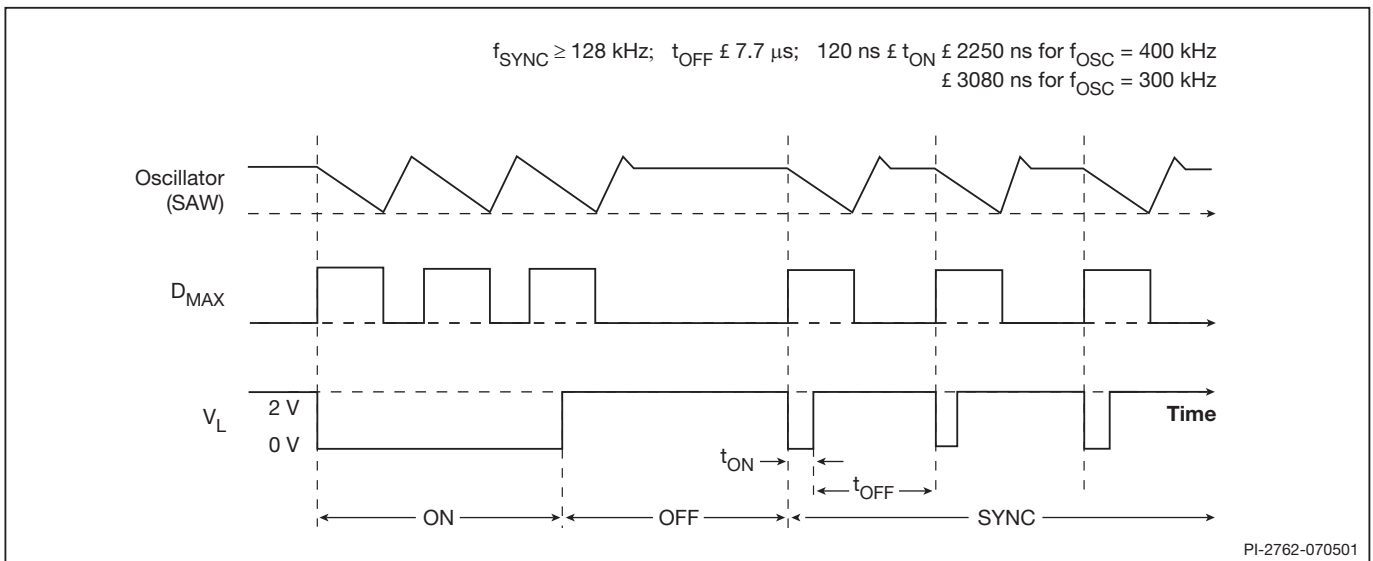 fSYNC ≥ 128 kHz; tOFF £ 7.7 µs; 120 ns £ tON £ 2250 ns for fOSC = 400 kHz
£ 3080 ns for fOSC = 300 kHz
Oscillator
(SAW)
DMAX
VL
2 V
0 V
Time
tON
tOFF
ON
OFF
SYNC
PI-2762-070501